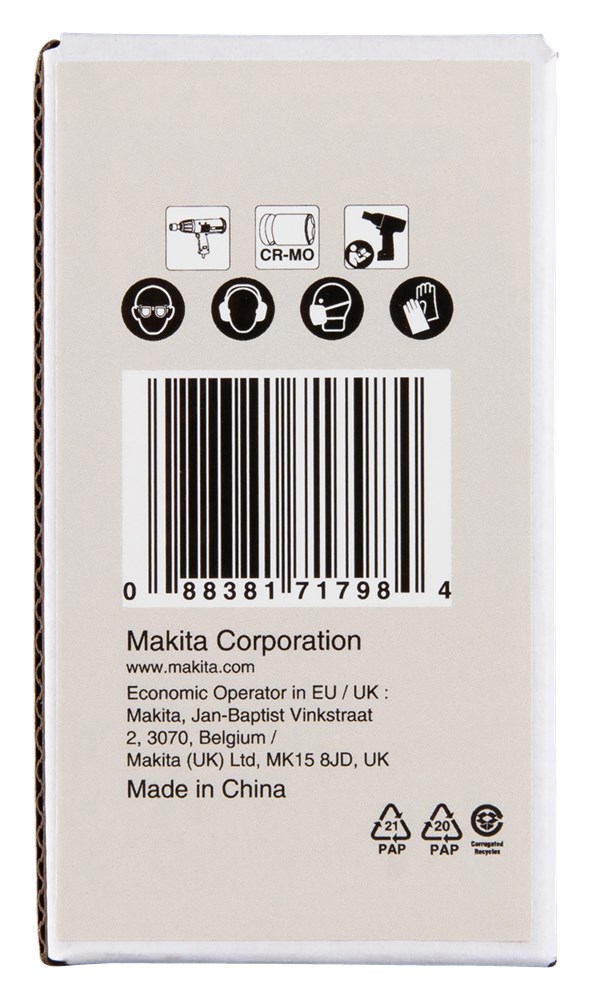 CR-MO
0 88381 71798 4
Makita Corporation
www.makita.com
Economic Operator in EU / UK :
Makita, Jan-Baptist Vinkstraat
2, 3070, Belgium /
Makita (UK) Ltd, MK15 8JD, UK
Made in China
21 20
PAP PAP Corrugated
Recycles